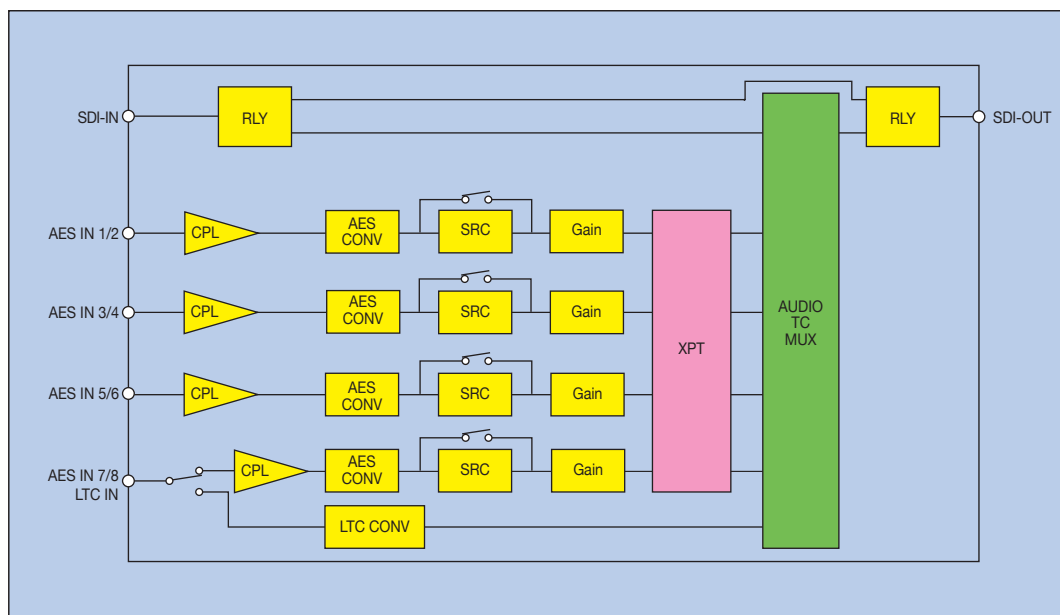 SDI-IN
RLY
RLY
SDI-OUT
AES IN 1/2
CPL
AES
CONV
SRC
Gain
AES IN 3/4
CPL
AES
CONV
SRC
Gain
XPT
AUDIO
TC
MUX
AES IN 5/6
CPL
AES
CONV
SRC
Gain
AES IN 7/8
LTC IN
CPL
AES
CONV
SRC
Gain
LTC CONV